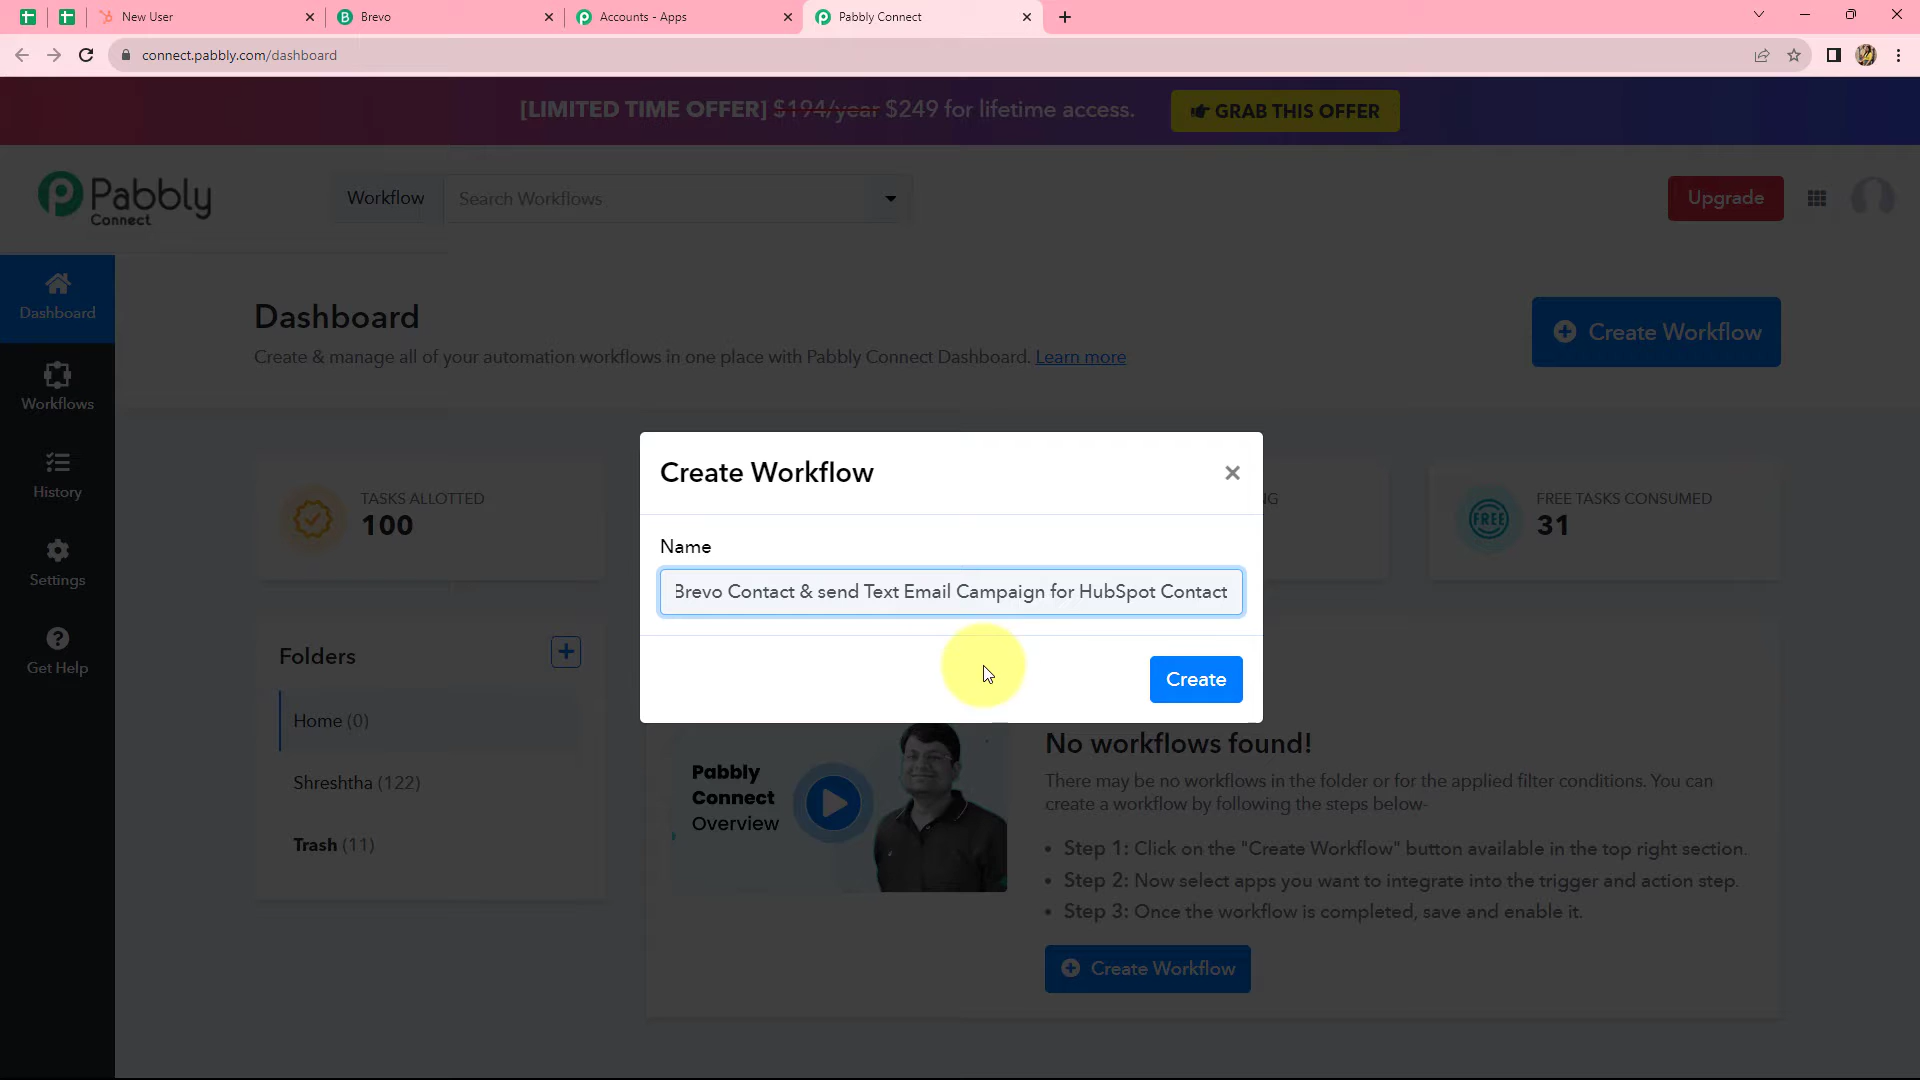 New User
Brevo
Accounts - Apps
Pabbly Connect
connect.pabbly.com/dashboard
[LIMITED TIME OFFER] $194/year $249 for lifetime access.
GRAB THIS OFFER
Pabbly
Connect
Workflow
Search Workflows
Upgrade
Dashboard
Workflows
History
Settings
Get Help
Dashboard
Create & manage all of your automation workflows in one place with Pabbly Connect Dashboard. Learn more
Create Workflow
TASKS ALLOTTED
100
FREE
FREE TASKS CONSUMED
31
Create Workflow
Name
Brevo Contact & send Text Email Campaign for HubSpot Contact
Create
Folders
Home (0)
Shreshtha (122)
Trash (11)
Pabbly
Connect
Overview
No workflows found!
There may be no workflows in the folder or for the applied filter conditions. You can
create a workflow by following the steps below-
• Step 1: Click on the "Create Workflow" button available in the top right section.
• Step 2: Now select apps you want to integrate into the trigger and action step.
• Step 3: Once the workflow is completed, save and enable it.
Create Workflow